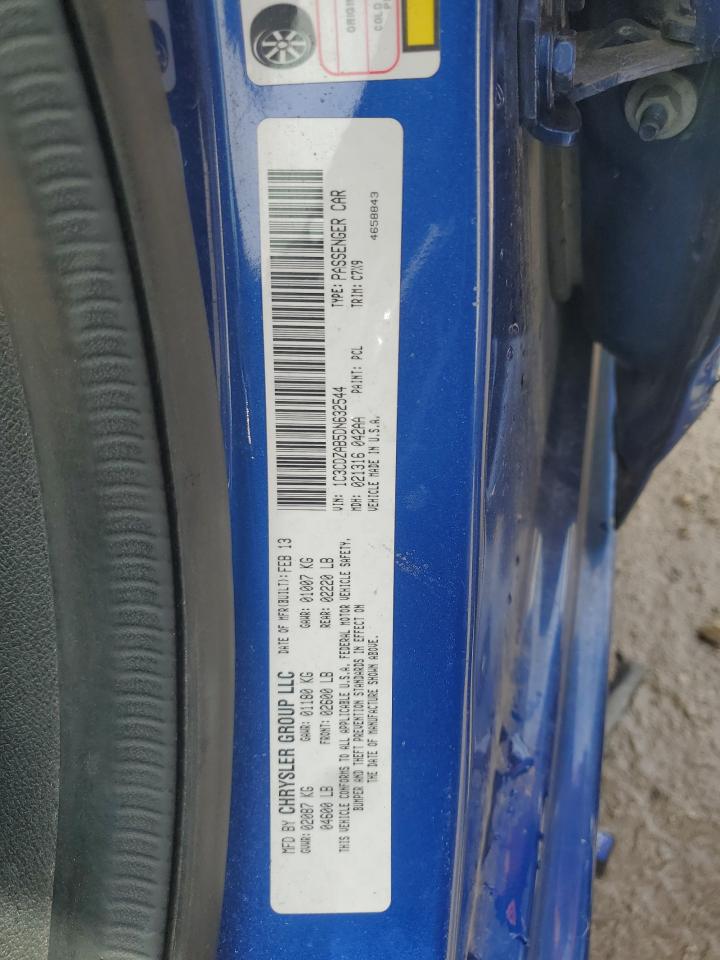 ORIGIN
COLD
MFD BY CHRYSLER GROUP LLC
DATE OF MFR(BUILT): FEB 13
GVWR: 02087 KG
GAWR: 01180 KG
GAWR: 01007 KG
04600 LB
FRONT: 02600 LB
REAR: 02220 LB
THIS VEHICLE CONFORMS TO ALL APPLICABLE U.S.A. FEDERAL MOTOR VEHICLE SAFETY,
BUMPER AND THEFT PREVENTION STANDARDS IN EFFECT ON
THE DATE OF MANUFACTURE SHOWN ABOVE.
VIN: 1C3CDZAB5DN632544
TYPE: PASSENGER CAR
MDH: 021316 042AA
PAINT: PCL
TRIM: C7X9
VEHICLE MADE IN U.S.A.
4658843